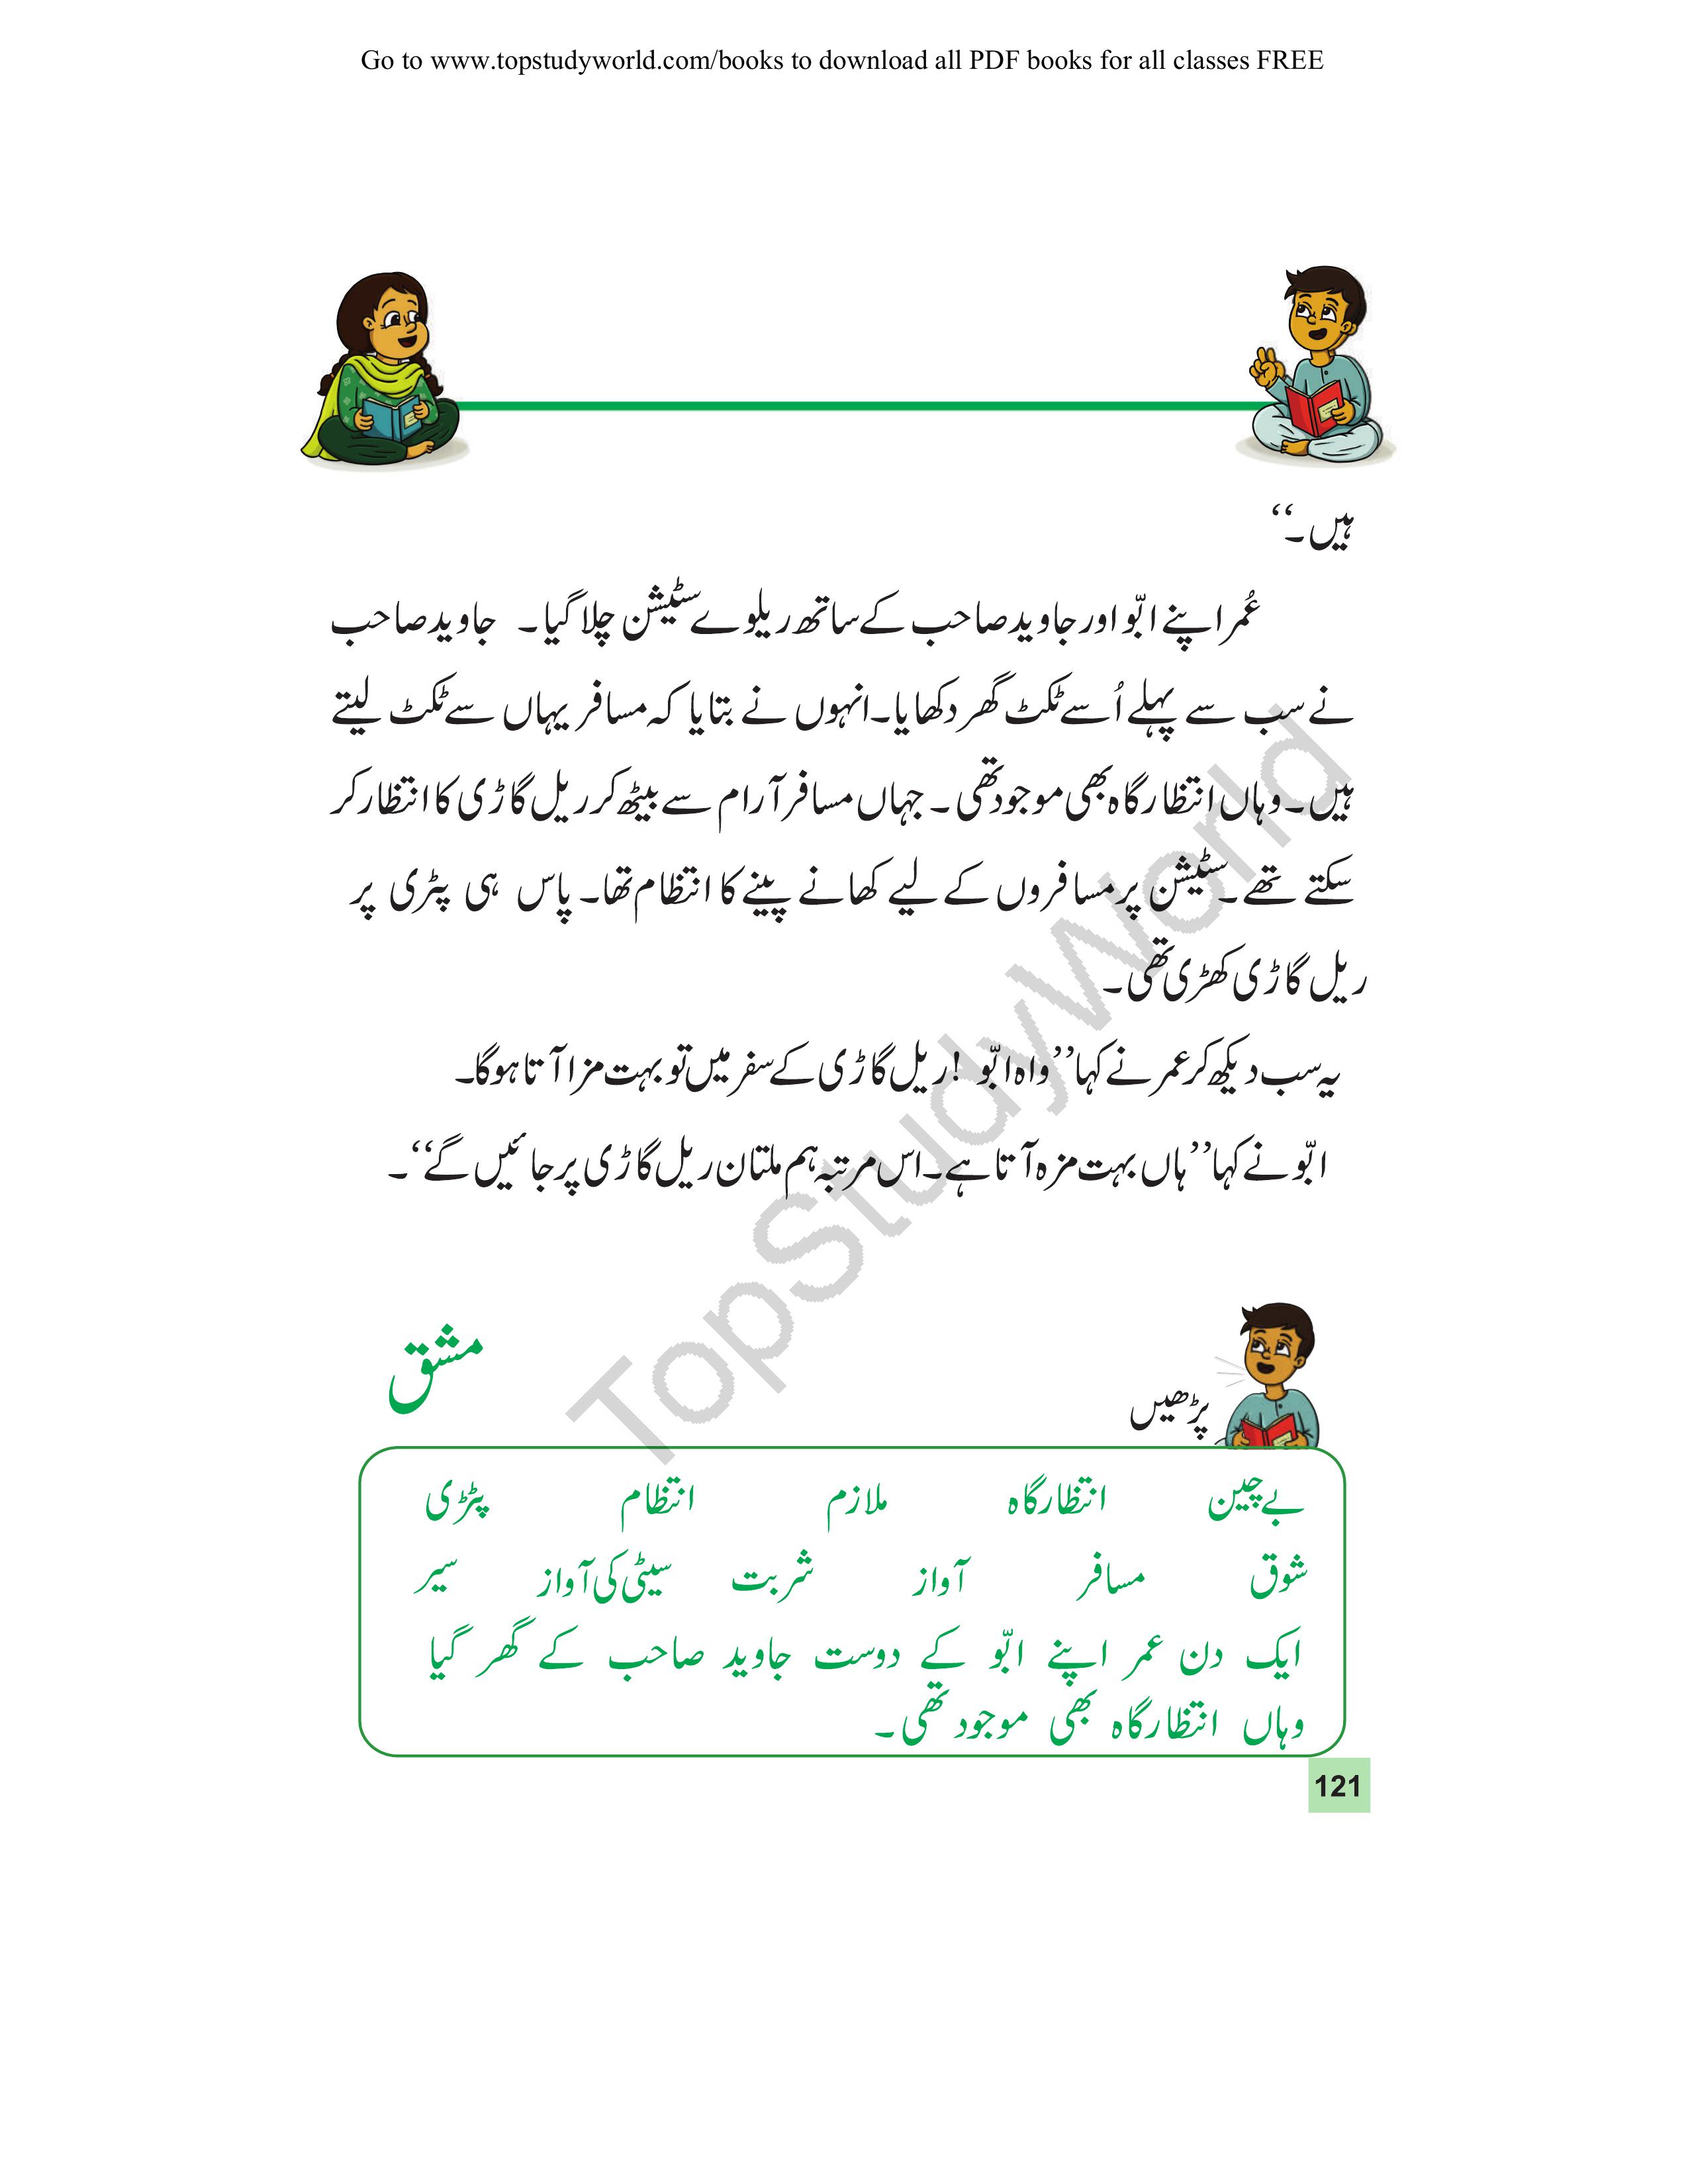 Go to www.topstudyworld.com/books to download all PDF books for all classes FREE
ہیں۔‘‘
عُمر اپنے ابّو اور جاوید صاحب کے ساتھ ریلوے سٹیشن چلا گیا۔ جاوید صاحب
نے سب سے پہلے اُسے ٹکٹ گھر دکھایا۔انہوں نے بتایا کہ مسافر یہاں سے ٹکٹ لیتے
ہیں۔وہاں انتظار گاہ بھی موجود تھی۔ جہاں مسافر آرام سے بیٹھ کر ریل گاڑی کا انتظار کر
سکتے تھے۔سٹیشن پر مسافروں کے لیے کھانے پینے کا انتظام تھا۔ پاس ہی پٹڑی پر
ریل گاڑی کھڑی تھی۔
یہ سب دیکھ کر عمر نے کہا’’واہ ابّو !ریل گاڑی کے سفر میں تو بہت مزا آتا ہوگا۔
ابّو نے کہا’’ہاں بہت مزہ آتا ہے۔اس مرتبہ ہم ملتان ریل گاڑی پر جائیں گے‘‘۔
TopStudyWorld
مشق
پڑھیں
بے چین انتظارگاہ ملازم انتظام پٹڑی
شوق مسافر آواز شربت سیٹی کی آواز سیر
ایک دن عمر اپنے ابّو کے دوست جاوید صاحب کے گھر گیا
وہاں انتظارگاہ بھی موجود تھی۔
121